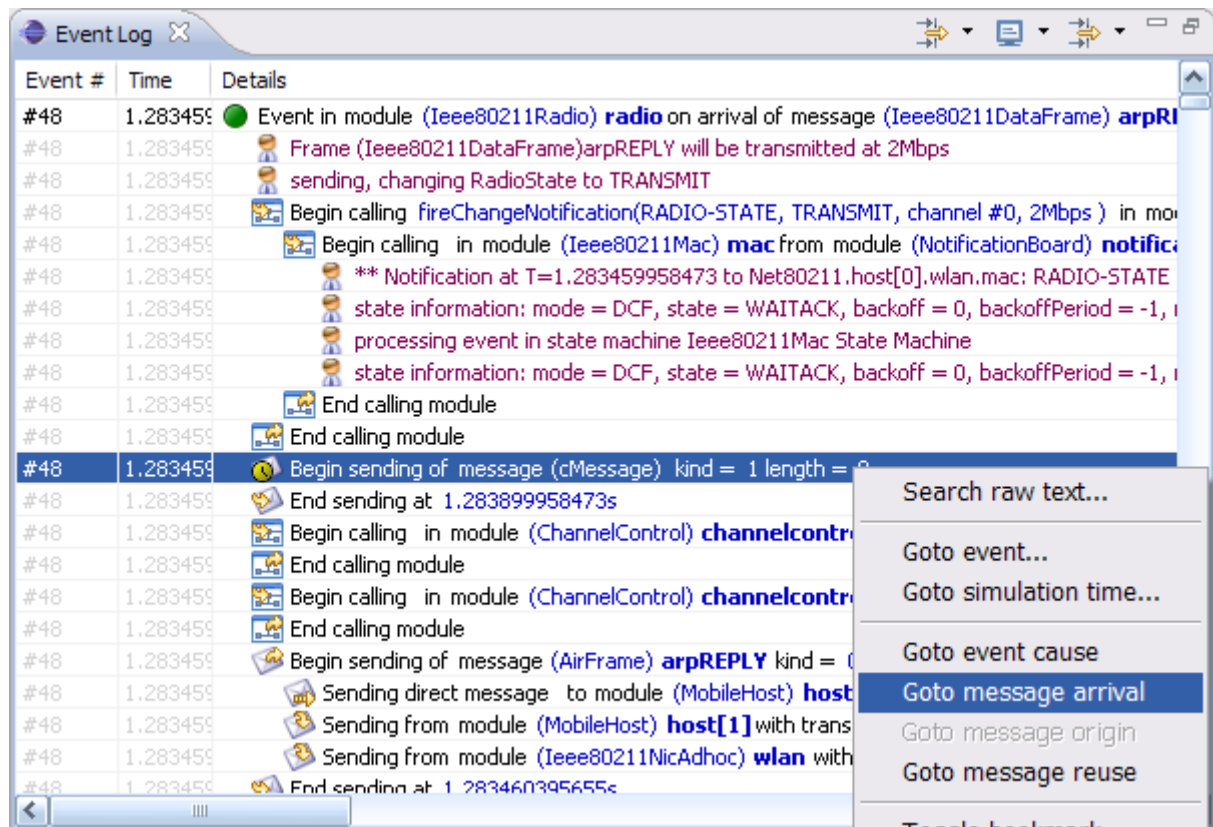 Event Log
Event # Time Details
#48 1.283459 Event in module (Ieee80211Radio) radio on arrival of message (Ieee80211DataFrame) arpRI
#48 1.283459 Frame (Ieee80211DataFrame)arpREPLY will be transmitted at 2Mbps
#48 1.283459 sending, changing RadioState to TRANSMIT
#48 1.283459 Begin calling fireChangeNotification(RADIO-STATE, TRANSMIT, channel #0, 2Mbps ) in mo
#48 1.283459 Begin calling in module (Ieee80211Mac) mac from module (NotificationBoard) notifica
#48 1.283459 ** Notification at T=1.283459958473 to Net80211.host[0].wlan.mac: RADIO-STATE
#48 1.283459 state information: mode = DCF, state = WAITACK, backoff = 0, backoffPeriod = -1,
#48 1.283459 processing event in state machine Ieee80211Mac State Machine
#48 1.283459 state information: mode = DCF, state = WAITACK, backoff = 0, backoffPeriod = -1,
#48 1.283459 End calling module
#48 1.283459 End calling module
#48 1.283459 Begin sending of message (cMessage) kind = 1 length =
#48 1.283459 End sending at 1.283899958473s
#48 1.283459 Begin calling in module (ChannelControl) channelcontr
#48 1.283459 End calling module
#48 1.283459 Begin calling in module (ChannelControl) channelcontr
#48 1.283459 End calling module
#48 1.283459 Begin sending of message (AirFrame) arpREPLY kind =
#48 1.283459 Sending direct message to module (MobileHost) host
#48 1.283459 Sending from module (MobileHost) host[1] with trans
#48 1.283459 Sending from module (Ieee80211NicAdhoc) wlan with
#48 1.283459 End sending at 1.283460395655s
Search raw text...
Goto event...
Goto simulation time...
Goto event cause
Goto message arrival
Goto message origin
Goto message reuse
Toggle bookmark